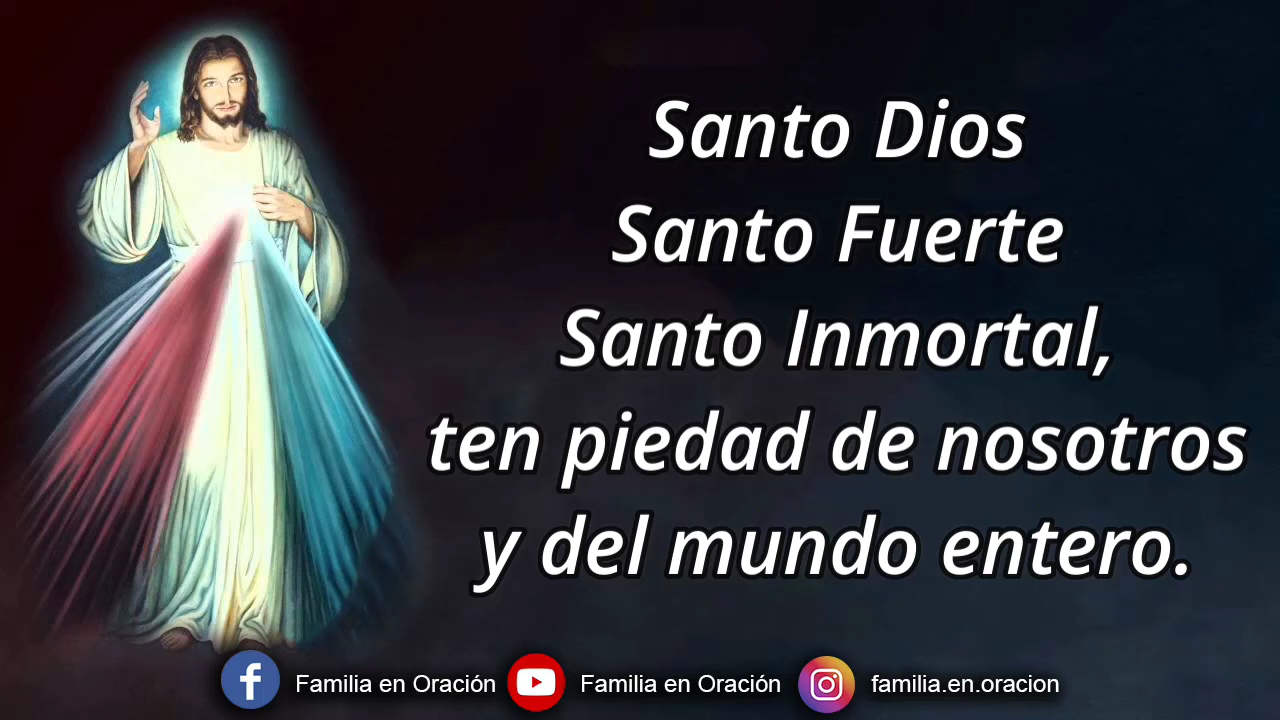 Santo Dios
Santo Fuerte
Santo Inmortal,
ten piedad de nosotros
y del mundo entero.
Familia en Oración Familia en Oración familia.en.oracion